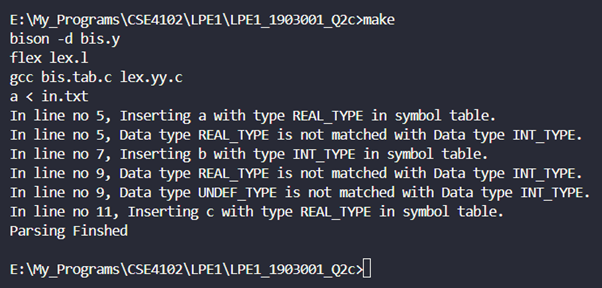 E:\My_Programs\CSE4102\LPE1\LPE1_1903001_Q2c>make
bison -d bis.y
flex lex.l
gcc bis.tab.c lex.yy.c
a < in.txt
In line no 5, Inserting a with type REAL_TYPE in symbol table.
In line no 5, Data type REAL_TYPE is not matched with Data type INT_TYPE.
In line no 7, Inserting b with type INT_TYPE in symbol table.
In line no 9, Data type REAL_TYPE is not matched with Data type INT_TYPE.
In line no 9, Data type UNDEF_TYPE is not matched with Data type INT_TYPE.
In line no 11, Inserting c with type REAL_TYPE in symbol table.
Parsing Finshed
E:\My_Programs\CSE4102\LPE1\LPE1_1903001_Q2c>